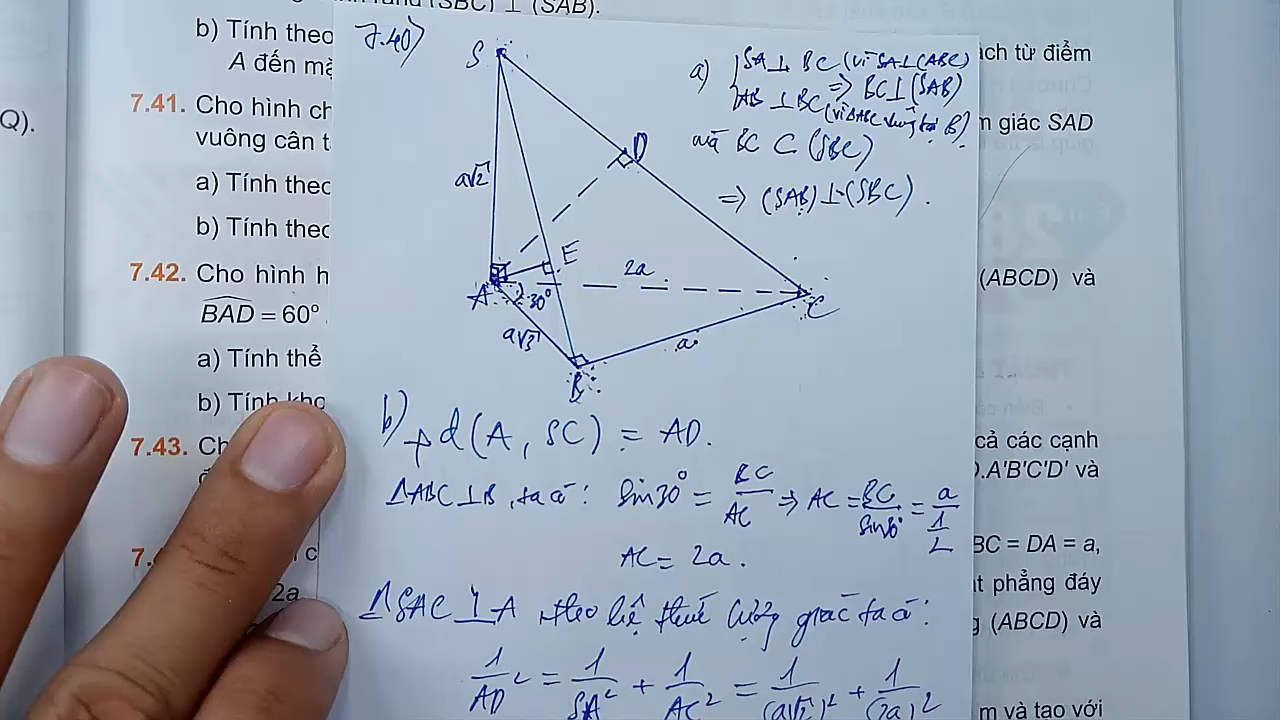 (SBC) ⊥ (SAB).
b) Tính theo
A đến mặ
ách từ điểm
7.41. Cho hình ch
vuông cân t
m giác SAD
a) Tính theo
b) Tính theo
7.42. Cho hình h
(ABCD) và
BAD = 60°
a) Tính thể
b) Tính kho
7.43. Ch
cả các cạnh
D.A'B'C'D' và
BC = DA = a,
2a
ặt phẳng đáy
g (ABCD) và
m và tạo với
Q).
7.40)
S
D
a√2
E
A
30°
2a
C
a√3
a
B
a) SA ⊥ BC (vì SA ⊥ (ABC)
AB ⊥ BC (vì ΔABC vuông tại B)
⇒ BC ⊥ (SAB)
mà BC ⊂ (SBC)
⇒ (SAB) ⊥ (SBC).
b) + d(A, SC) = AD.
ΔABC ⊥ B, ta có: sin30° = BC/AC ⇒ AC = BC/sin30° = a/(1/2)
AC = 2a.
ΔSAC ⊥ A theo hệ thức lượng giác ta có:
1/AD² = 1/SA² + 1/AC² = 1/(a√2)² + 1/(2a)²